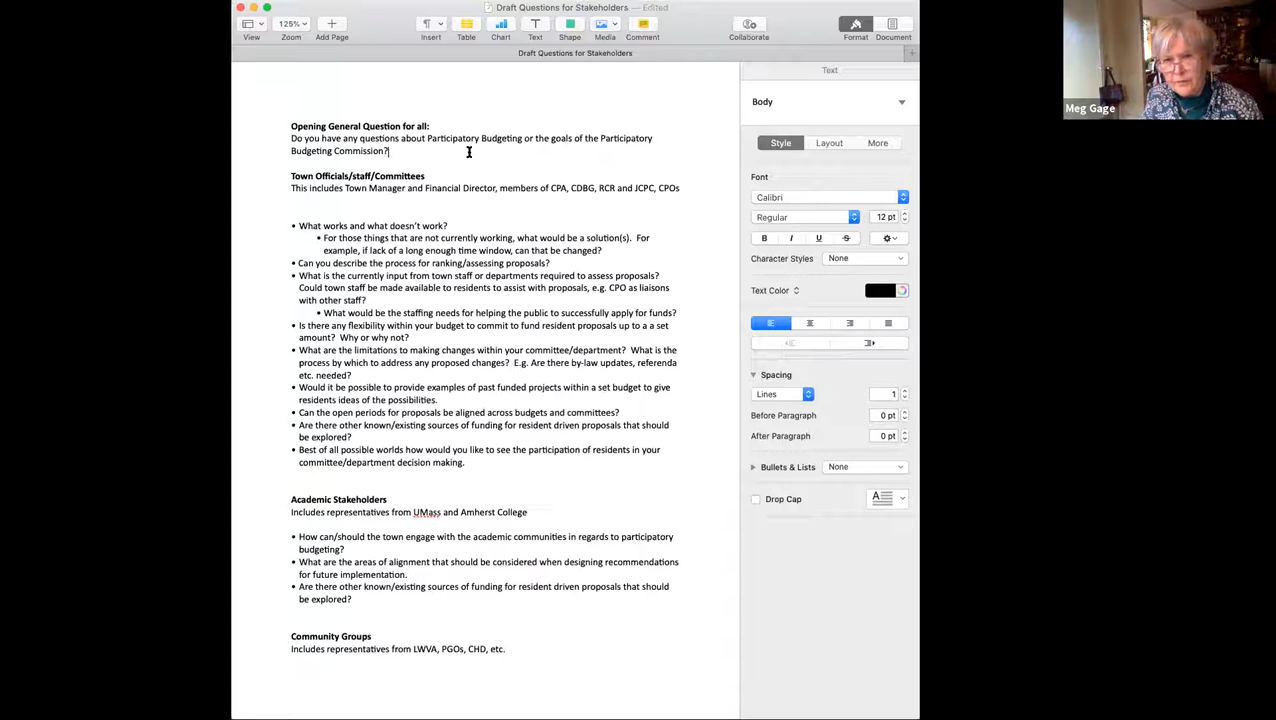 Draft Questions for Stakeholders — Edited
View
125%
Zoom
Add Page
Insert
Table
Chart
Text
Shape
Media
Comment
Collaborate
Format
Document
Draft Questions for Stakeholders
Opening General Question for all:
Do you have any questions about Participatory Budgeting or the goals of the Participatory
Budgeting Commission?
Town Officials/staff/Committees
This includes Town Manager and Financial Director, members of CPA, CDBG, RCR and JCPC, CPOs
• What works and what doesn't work?
• For those things that are not currently working, what would be a solution(s). For
example, if lack of a long enough time window, can that be changed?
• Can you describe the process for ranking/assessing proposals?
• What is the currently input from town staff or departments required to assess proposals?
Could town staff be made available to residents to assist with proposals, e.g. CPO as liaisons
with other staff?
• What would be the staffing needs for helping the public to successfully apply for funds?
• Is there any flexibility within your budget to commit to fund resident proposals up to a a set
amount? Why or why not?
• What are the limitations to making changes within your committee/department? What is the
process by which to address any proposed changes? E.g. Are there by-law updates, referenda
etc. needed?
• Would it be possible to provide examples of past funded projects within a set budget to give
residents ideas of the possibilities.
• Can the open periods for proposals be aligned across budgets and committees?
• Are there other known/existing sources of funding for resident driven proposals that should
be explored?
• Best of all possible worlds how would you like to see the participation of residents in your
committee/department decision making.
Academic Stakeholders
Includes representatives from UMass and Amherst College
• How can/should the town engage with the academic communities in regards to participatory
budgeting?
• What are the areas of alignment that should be considered when designing recommendations
for future implementation.
• Are there other known/existing sources of funding for resident driven proposals that should
be explored?
Community Groups
Includes representatives from LWVA, PGOs, CHD, etc.
Text
Body
Style
Layout
More
Font
Calibri
Regular
12 pt
B I U S
Character Styles
None
Text Color
Spacing
Lines
1
Before Paragraph
0 pt
After Paragraph
0 pt
Bullets & Lists
None
Drop Cap
A
Meg Gage